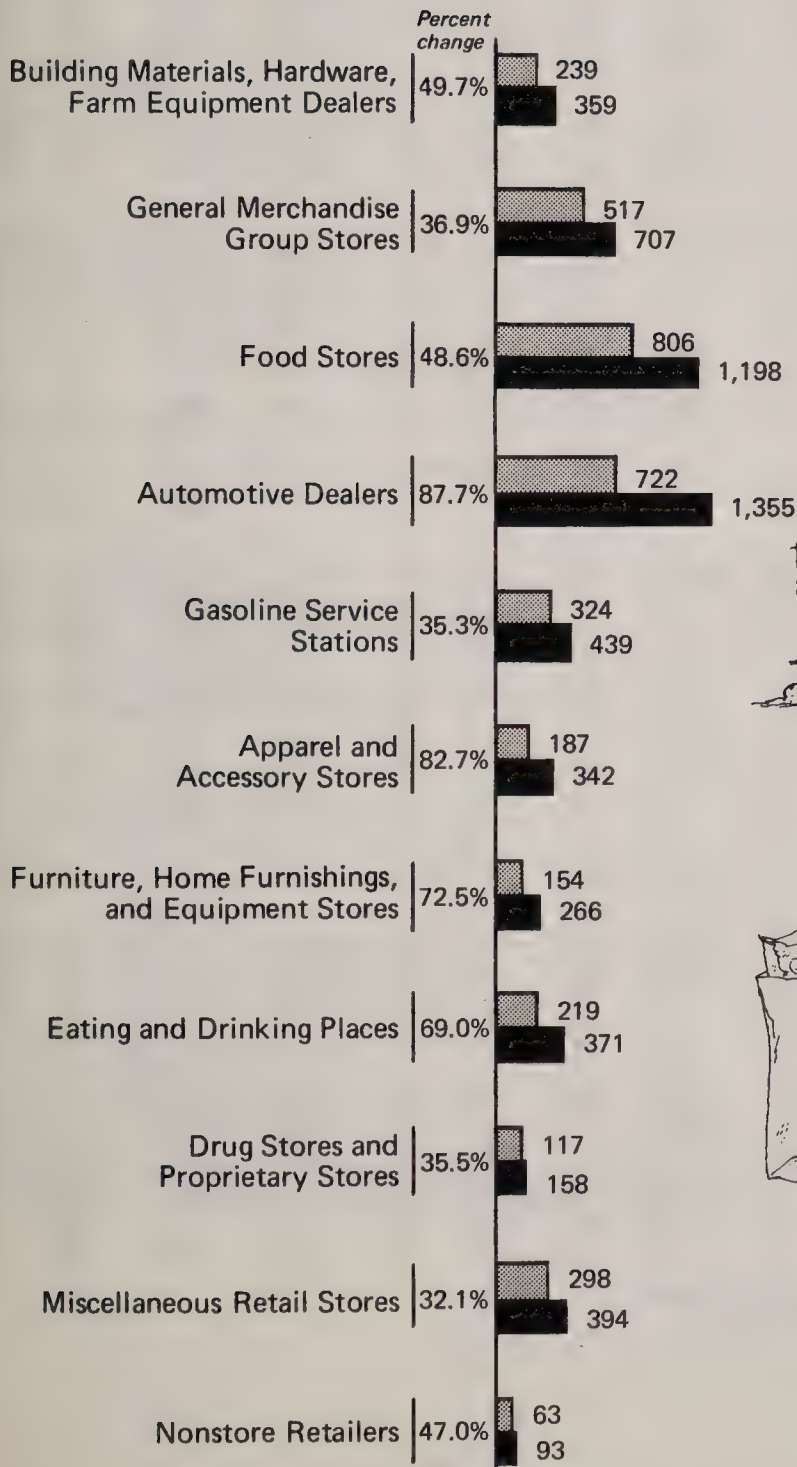 Percent
change
Building Materials, Hardware,
Farm Equipment Dealers
49.7%
239
359
General Merchandise
Group Stores
36.9%
517
707
Food Stores
48.6%
806
1,198
Automotive Dealers
87.7%
722
1,355
Gasoline Service
Stations
35.3%
324
439
Apparel and
Accessory Stores
82.7%
187
342
Furniture, Home Furnishings,
and Equipment Stores
72.5%
154
266
Eating and Drinking Places
69.0%
219
371
Drug Stores and
Proprietary Stores
35.5%
117
158
Miscellaneous Retail Stores
32.1%
298
394
Nonstore Retailers
47.0%
63
93